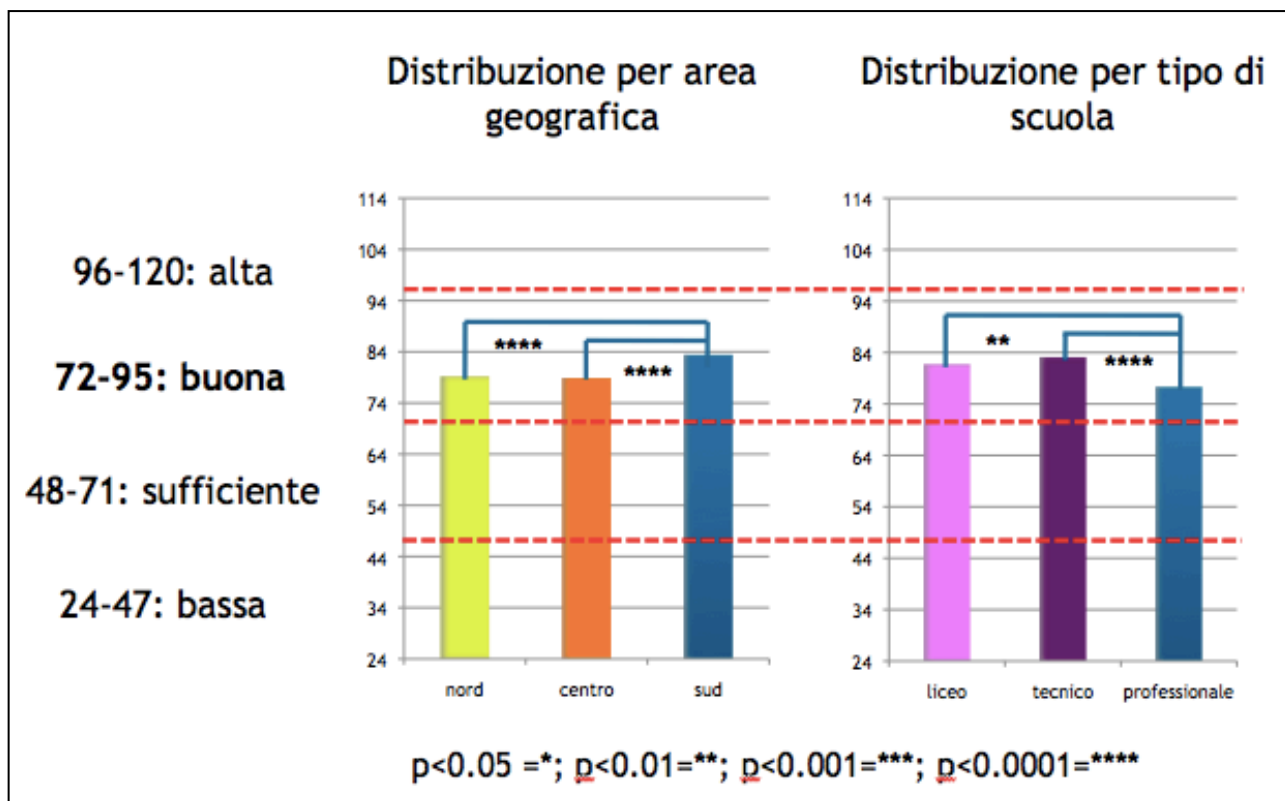 Distribuzione per area
geografica
Distribuzione per tipo di
scuola
96-120: alta
72-95: buona
48-71: sufficiente
24-47: bassa
114
104
94
84
74
64
54
44
34
24
****
****
nord
centro
sud
114
104
94
84
74
64
54
44
34
24
**
****
liceo
tecnico
professionale
p<0.05 =*; p<0.01=**; p<0.001=***; p<0.0001=****